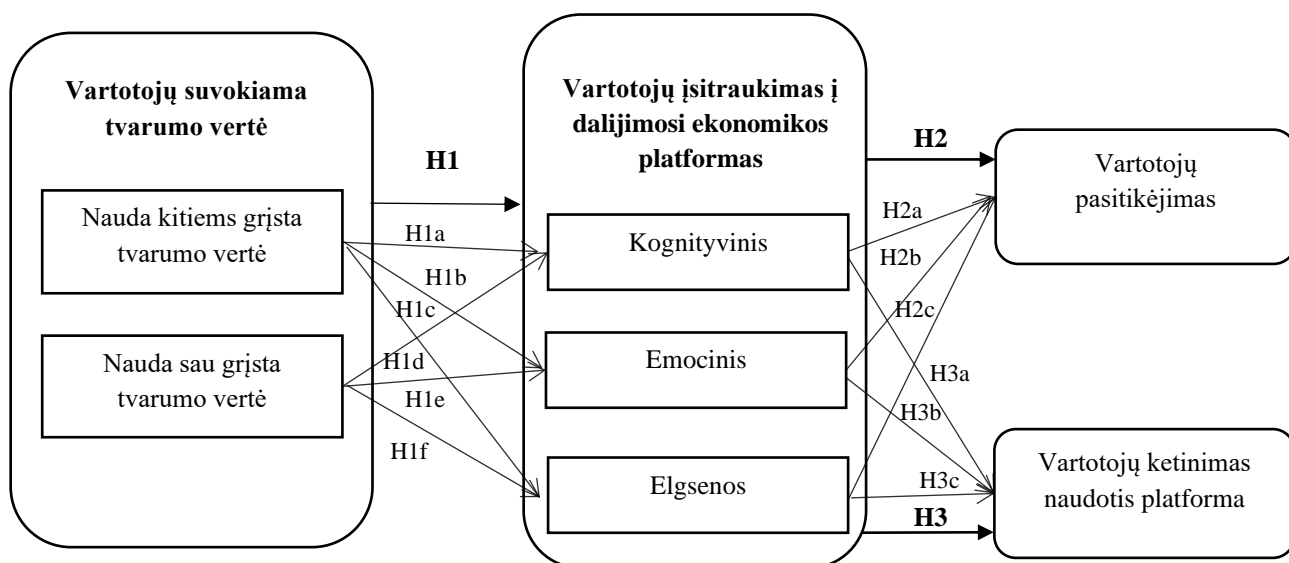 Vartotojų suvokiama
tvarumo vertė
Nauda kitiems grįsta
tvarumo vertė
Nauda sau grįsta
tvarumo vertė
H1
H1a
H1b
H1c
H1d
H1e
H1f
Vartotojų įsitraukimas į
dalijimosi ekonomikos
platformas
Kognityvinis
Emocinis
Elgsenos
H2
H2a
H2b
H2c
H3a
H3b
H3c
H3
Vartotojų
pasitikėjimas
Vartotojų ketinimas
naudotis platforma